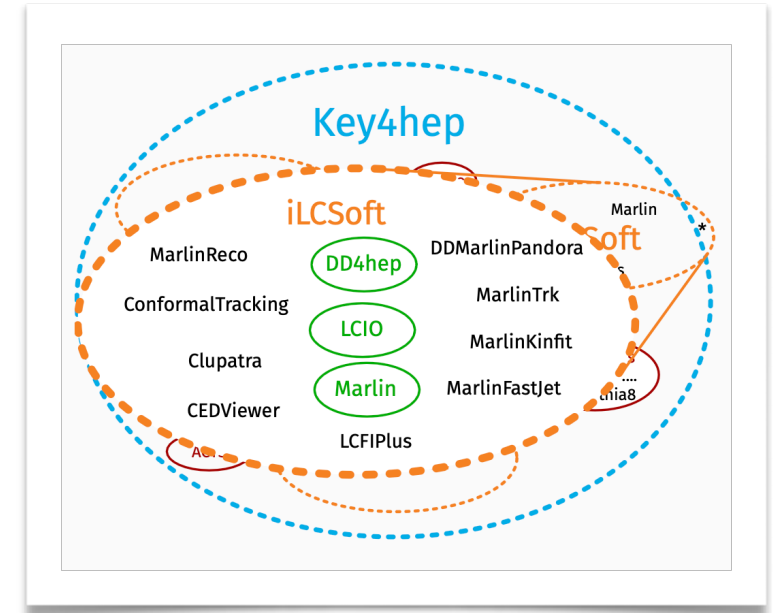 Key4hep
iLCSoft
Marlin
*
MarlinReco
DD4hep
DDMarlinPandora
ConformalTracking
MarlinTrk
LCIO
MarlinKinfit
Clupatra
Marlin
MarlinFastJet
....
CEDViewer
LCFIPlus